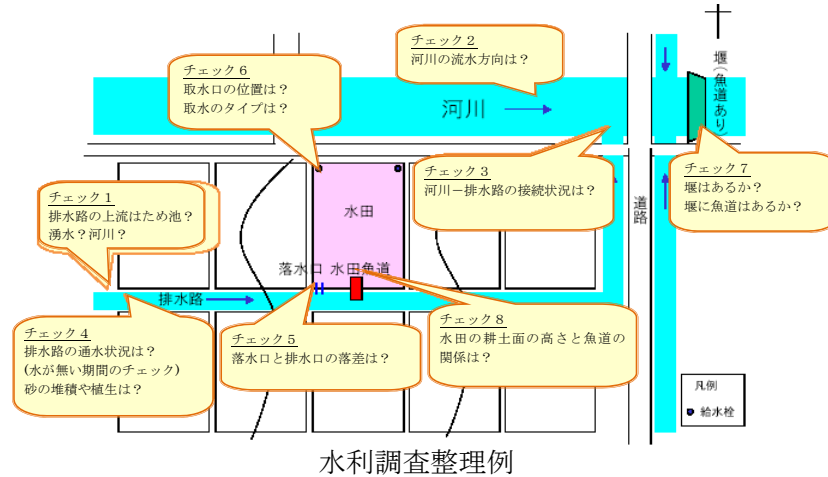 チェック６
取水口の位置は？
取水のタイプは？
チェック２
河川の流水方向は？
堰（魚道あり）
河川
チェック３
河川－排水路の接続状況は？
チェック７
堰はあるか？
堰に魚道はあるか？
チェック１
排水路の上流はため池？
湧水？河川？
水田
道路
落水口 水田魚道
排水路
チェック４
排水路の通水状況は？
(水が無い期間のチェック)
砂の堆積や植生は？
チェック５
落水口と排水口の落差は？
チェック８
水田の耕土面の高さと魚道の
関係は？
凡例
給水栓
水利調査整理例